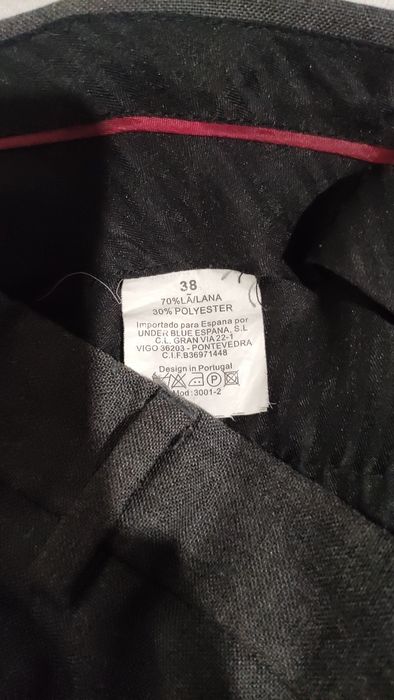 38
70%LÃ/LANA
30% POLYESTER
Importado para Espana por
UNDER BLUE ESPANA, S.L
C.L. GRAN VIA 22-1
VIGO 36203 - PONTEVEDRA
C.I.F.B36971448
Design in Portugal
Mod: 3001-2